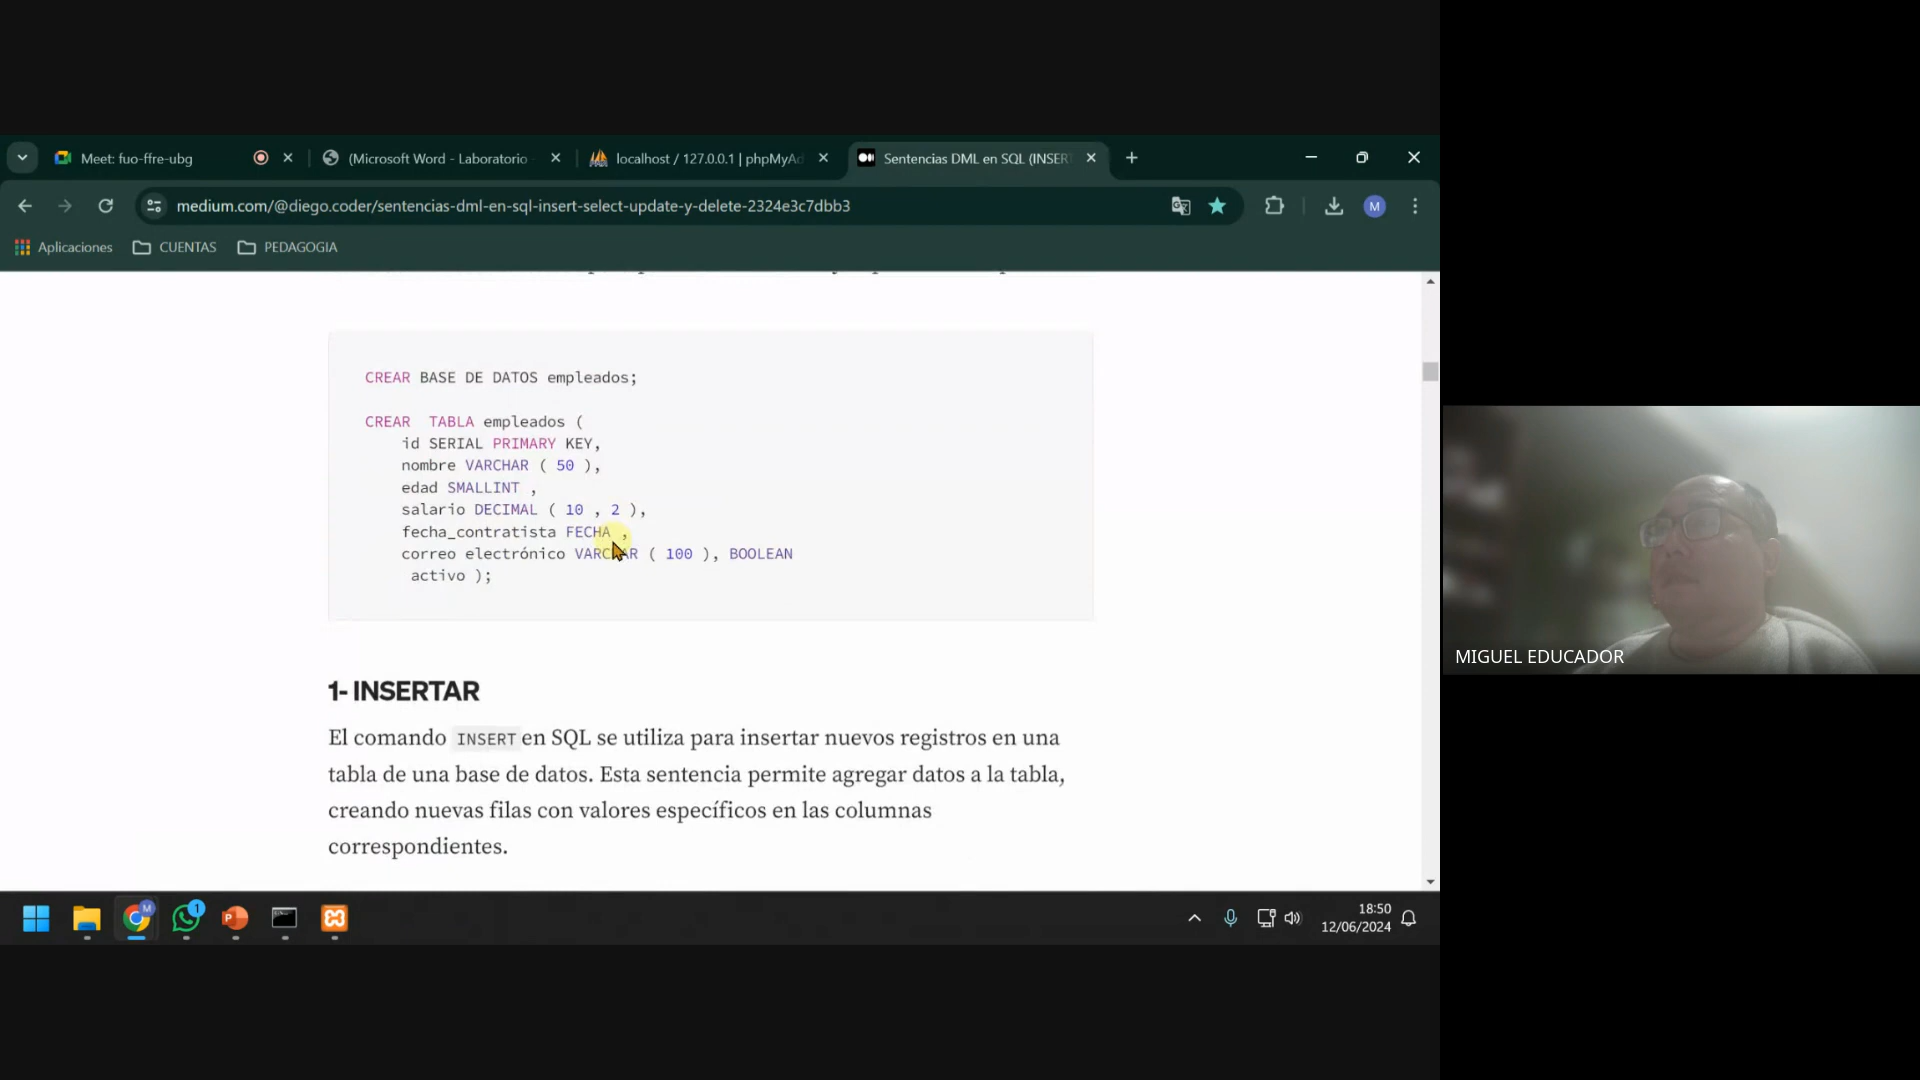 Meet: fuo-ffre-ubg
(Microsoft Word - Laboratorio
localhost / 127.0.0.1 | phpMyAd
Sentencias DML en SQL (INSER
medium.com/@diego.coder/sentencias-dml-en-sql-insert-select-update-y-delete-2324e3c7dbb3
M
Aplicaciones
CUENTAS
PEDAGOGIA
CREAR BASE DE DATOS empleados;
CREAR TABLA empleados (
id SERIAL PRIMARY KEY,
nombre VARCHAR ( 50 ),
edad SMALLINT ,
salario DECIMAL ( 10 , 2 ),
fecha_contratista FECHA ,
correo electrónico VARCHAR ( 100 ), BOOLEAN
activo );
1- INSERTAR
El comando INSERT en SQL se utiliza para insertar nuevos registros en una
tabla de una base de datos. Esta sentencia permite agregar datos a la tabla,
creando nuevas filas con valores específicos en las columnas
correspondientes.
MIGUEL EDUCADOR
M
1
P
18:50
12/06/2024